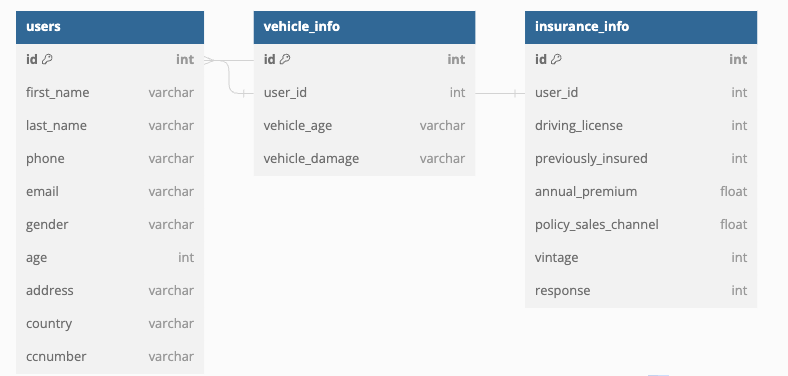 users
id int
first_name varchar
last_name varchar
phone varchar
email varchar
gender varchar
age int
address varchar
country varchar
ccnumber varchar
vehicle_info
id int
user_id int
vehicle_age varchar
vehicle_damage varchar
insurance_info
id int
user_id int
driving_license int
previously_insured int
annual_premium float
policy_sales_channel float
vintage int
response int